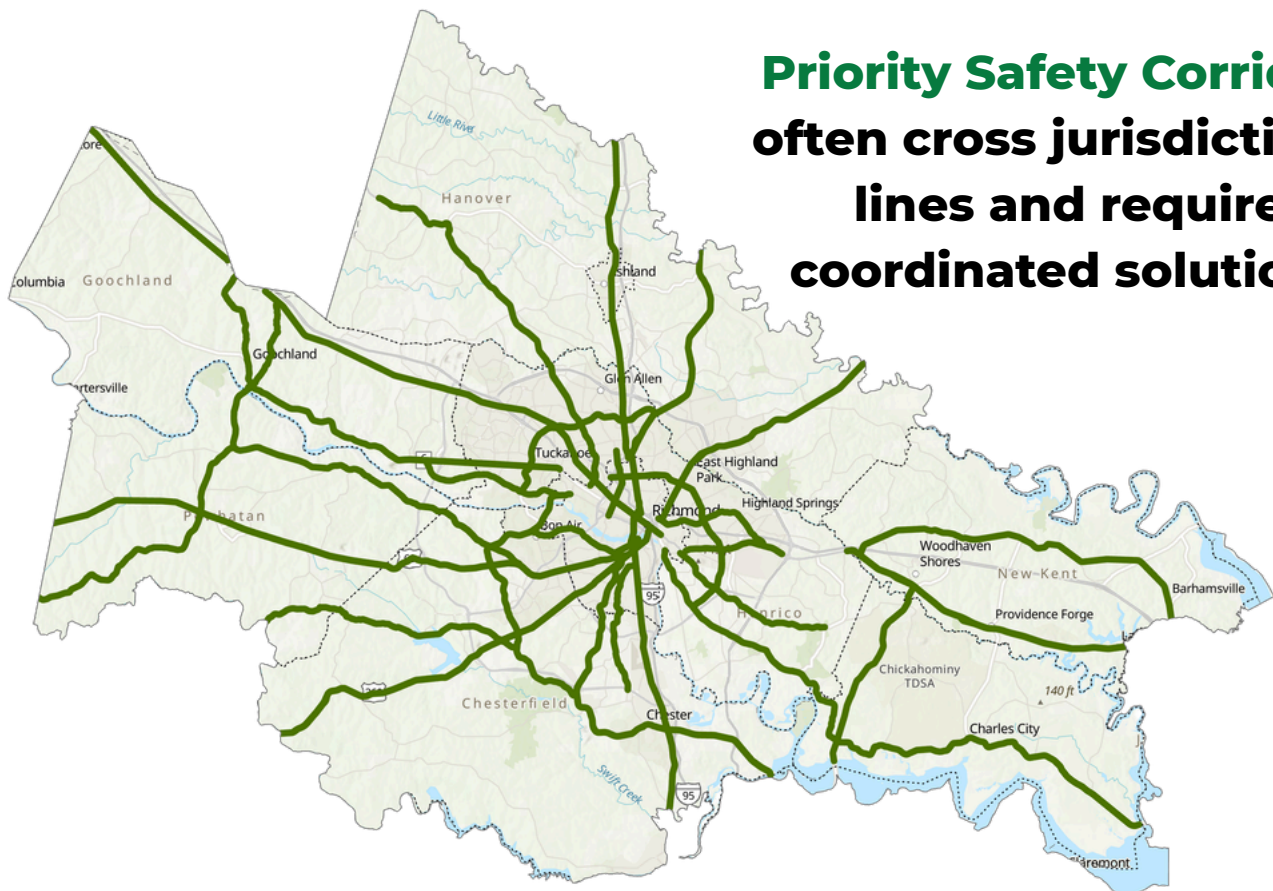 Priority Safety Corrid
often cross jurisdicti
lines and require
coordinated solutio
Little River
Hanover
Goochland
Columbia
Ashland
Goochland
Glen Allen
artersville
Tuckahoe
East Highland
Park
Highland Springs
Richmond
Bon Air
Powhatan
Woodhaven
Shores
New Kent
Barhamsville
Providence Forge
95
Henrico
Chickahominy
TDSA
140 ft
Chesterfield
Chester
Charles City
Swift Creek
95
Claremont